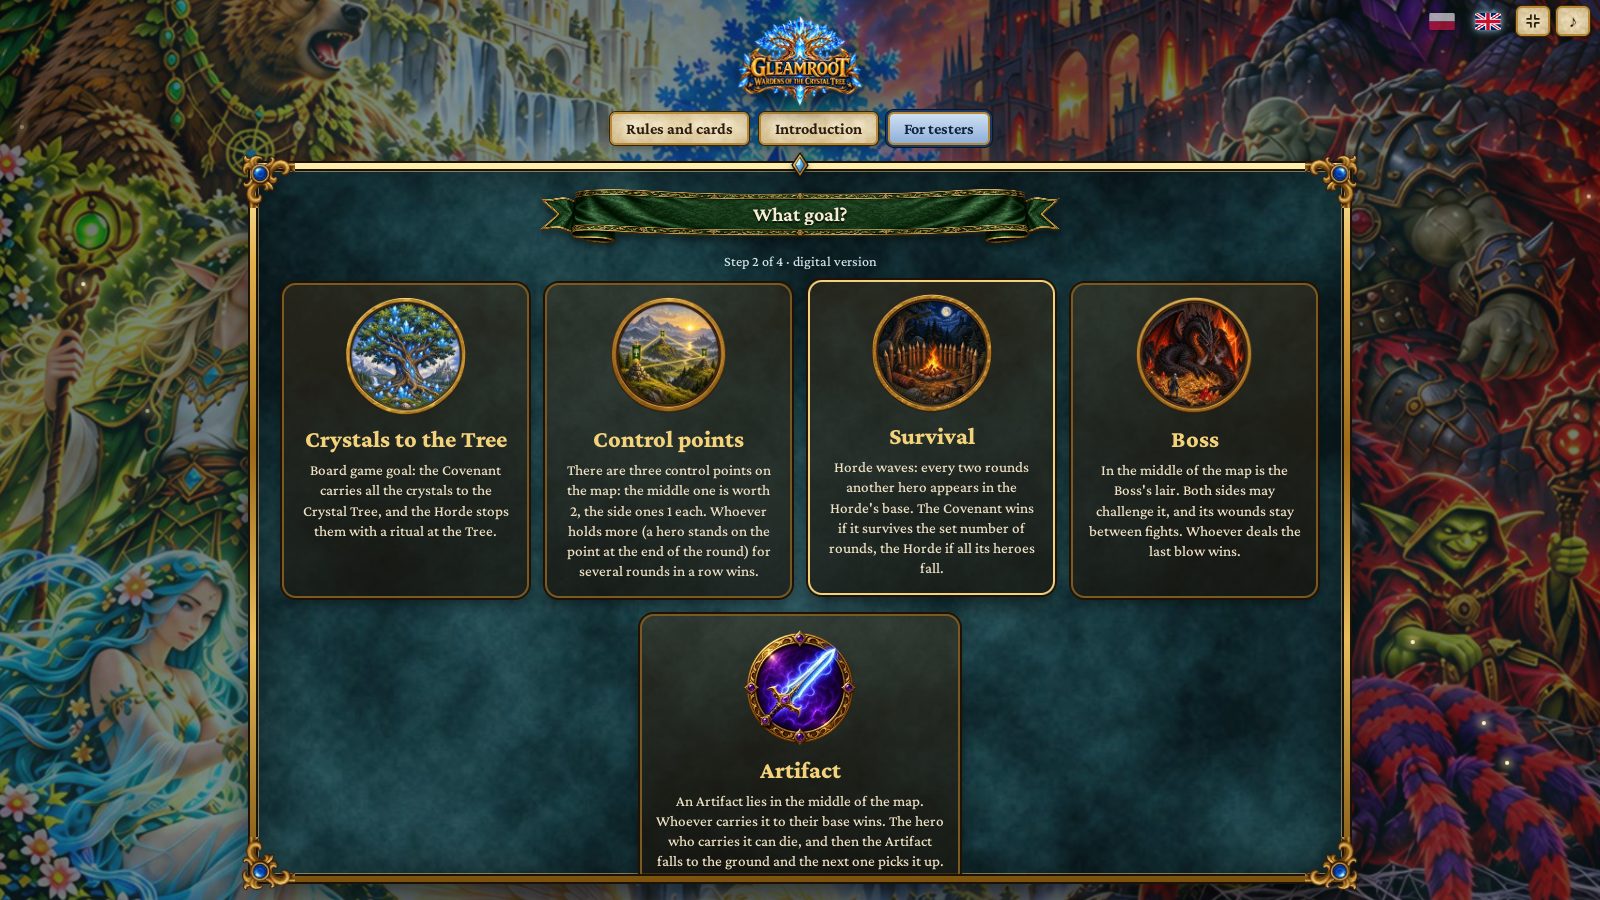 GLEAMROOT
WARDENS OF THE CRYSTAL TREE
Rules and cards
Introduction
For testers
What goal?
Step 2 of 4 · digital version
Crystals to the Tree
Board game goal: the Covenant
carries all the crystals to the
Crystal Tree, and the Horde stops
them with a ritual at the Tree.
Control points
There are three control points on
the map: the middle one is worth
2, the side ones 1 each. Whoever
holds more (a hero stands on the
point at the end of the round) for
several rounds in a row wins.
Survival
Horde waves: every two rounds
another hero appears in the
Horde's base. The Covenant wins
if it survives the set number of
rounds, the Horde if all its heroes
fall.
Boss
In the middle of the map is the
Boss's lair. Both sides may
challenge it, and its wounds stay
between fights. Whoever deals the
last blow wins.
Artifact
An Artifact lies in the middle of the map.
Whoever carries it to their base wins. The hero
who carries it can die, and then the Artifact
falls to the ground and the next one picks it up.